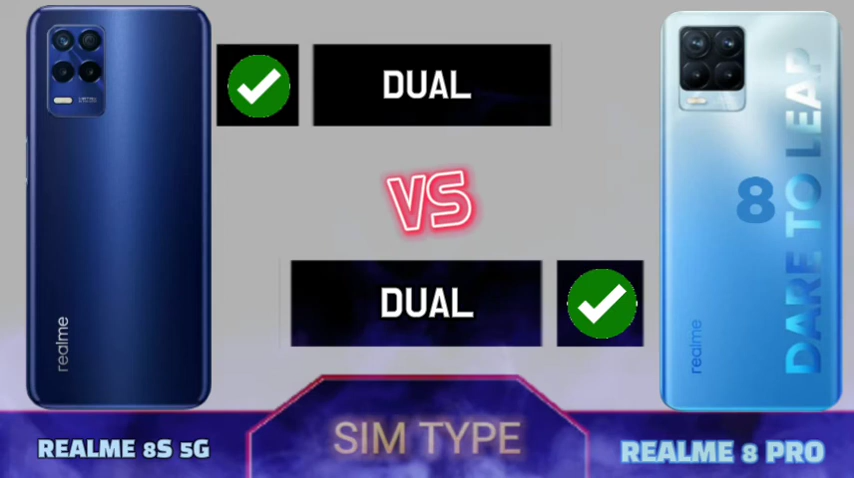 DUAL
VS
DUAL
realme
8
DARE TO LEAP
realme
SIM TYPE
REALME 8S 5G
REALME 8 PRO